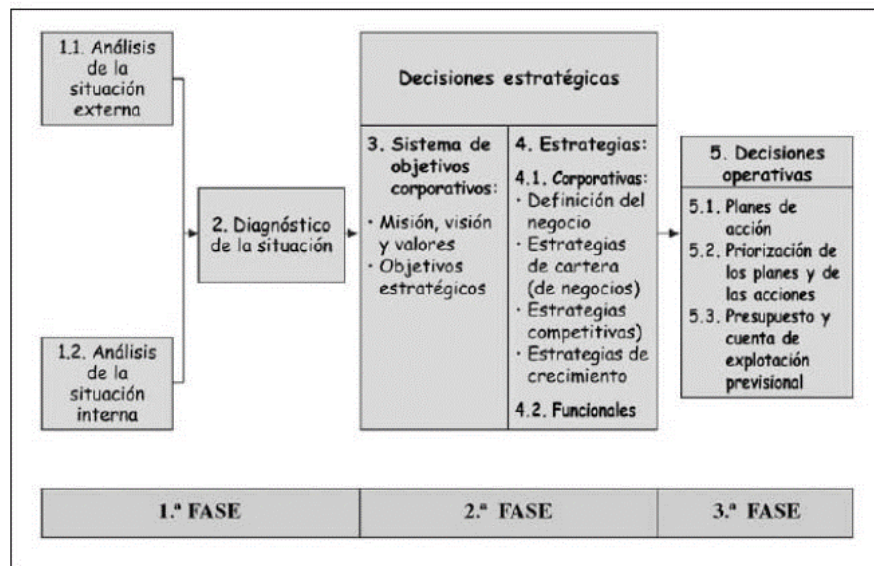 1.1. Análisis
de la
situación
externa
1.2. Análisis
de la
situación
interna
2. Diagnóstico
de la situación
Decisiones estratégicas
3. Sistema de
objetivos
corporativos:
· Misión, visión
y valores
· Objetivos
estratégicos
4. Estrategias:
4.1. Corporativas:
· Definición del
negocio
· Estrategias
de cartera
(de negocios)
· Estrategias
competitivas)
· Estrategias de
crecimiento
4.2. Funcionales
5. Decisiones
operativas
5.1. Planes de
acción
5.2. Priorización de
los planes y de
las acciones
5.3. Presupuesto y
cuenta de
explotación
previsional
1.ª FASE
2.ª FASE
3.ª FASE